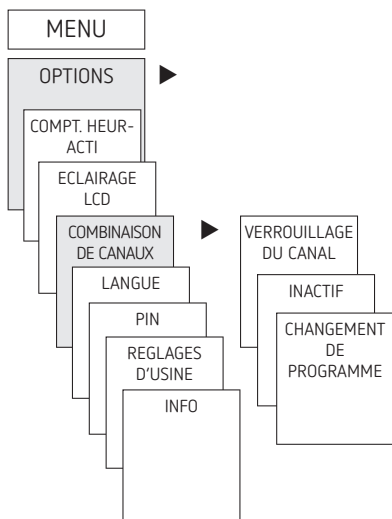 MENU
OPTIONS
COMPT. HEUR-
ACTI
ECLAIRAGE
LCD
COMBINAISON
DE CANAUX
LANGUE
PIN
REGLAGES
D'USINE
INFO
VERROUILLAGE
DU CANAL
INACTIF
CHANGEMENT
DE
PROGRAMME